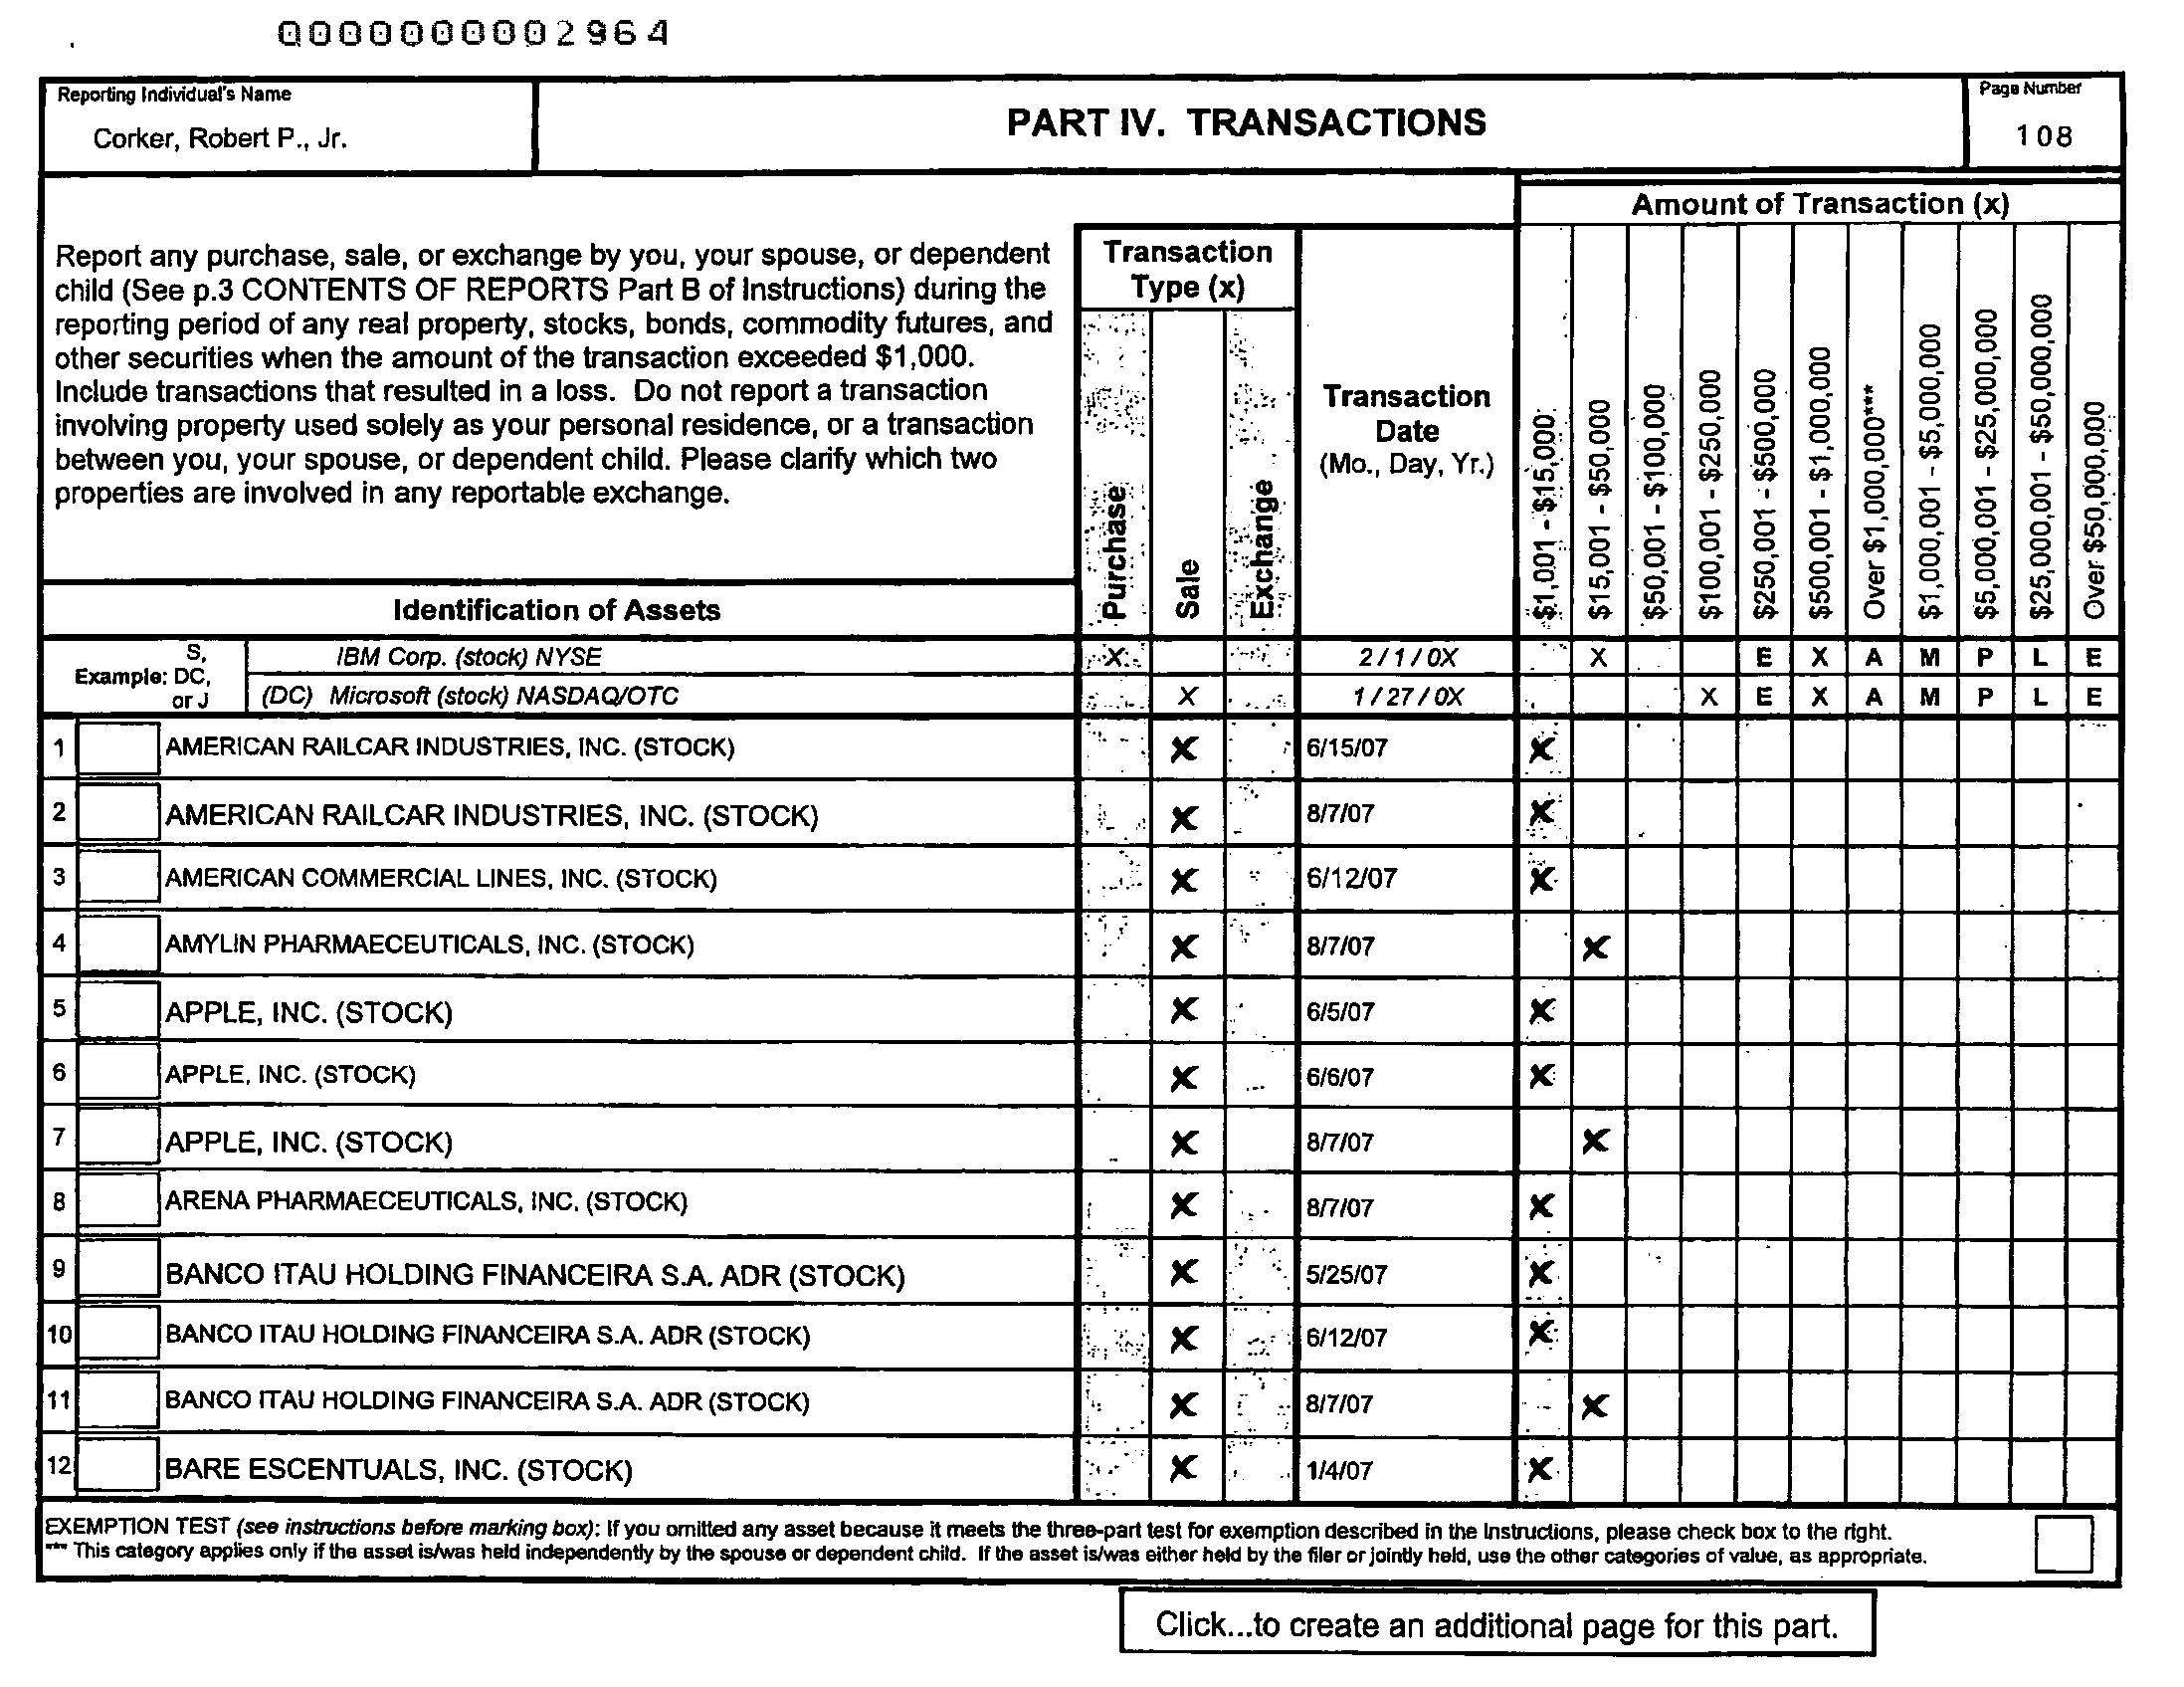 0000000002964
Reporting Individual's Name
Corker, Robert P., Jr.
PART IV. TRANSACTIONS
Page Number
108
Amount of Transaction (x)
Report any purchase, sale, or exchange by you, your spouse, or dependent
child (See p.3 CONTENTS OF REPORTS Part B of Instructions) during the
reporting period of any real property, stocks, bonds, commodity futures, and
other securities when the amount of the transaction exceeded $1,000.
Include transactions that resulted in a loss. Do not report a transaction
involving property used solely as your personal residence, or a transaction
between you, your spouse, or dependent child. Please clarify which two
properties are involved in any reportable exchange.
Transaction
Type (x)
Purchase
Sale
Exchange
Transaction
Date
(Mo., Day, Yr.)
$1,001 - $15,000
$15,001 - $50,000
$50,001 - $100,000
$100,001 - $250,000
$250,001 - $500,000
$500,001 - $1,000,000
Over $1,000,000***
$1,000,001 - $5,000,000
$5,000,001 - $25,000,000
$25,000,001 - $50,000,000
Over $50,000,000
Identification of Assets
Example: S, DC, or J
IBM Corp. (stock) NYSE X 2 / 1 / 0X X E X A M P L E
(DC) Microsoft (stock) NASDAQ/OTC X 1 / 27 / 0X X E X A M P L E
1 AMERICAN RAILCAR INDUSTRIES, INC. (STOCK) X 6/15/07 X
2 AMERICAN RAILCAR INDUSTRIES, INC. (STOCK) X 8/7/07 X
3 AMERICAN COMMERCIAL LINES, INC. (STOCK) X 6/12/07 X
4 AMYLIN PHARMAECEUTICALS, INC. (STOCK) X 8/7/07 X
5 APPLE, INC. (STOCK) X 6/5/07 X
6 APPLE, INC. (STOCK) X 6/6/07 X
7 APPLE, INC. (STOCK) X 8/7/07 X
8 ARENA PHARMAECEUTICALS, INC. (STOCK) X 8/7/07 X
9 BANCO ITAU HOLDING FINANCEIRA S.A. ADR (STOCK) X 5/25/07 X
10 BANCO ITAU HOLDING FINANCEIRA S.A. ADR (STOCK) X 6/12/07 X
11 BANCO ITAU HOLDING FINANCEIRA S.A. ADR (STOCK) X 8/7/07 X
12 BARE ESCENTUALS, INC. (STOCK) X 1/4/07 X
EXEMPTION TEST (see instructions before marking box): If you omitted any asset because it meets the three-part test for exemption described in the Instructions, please check box to the right.
*** This category applies only if the asset is/was held independently by the spouse or dependent child. If the asset is/was either held by the filer or jointly held, use the other categories of value, as appropriate.
Click...to create an additional page for this part.